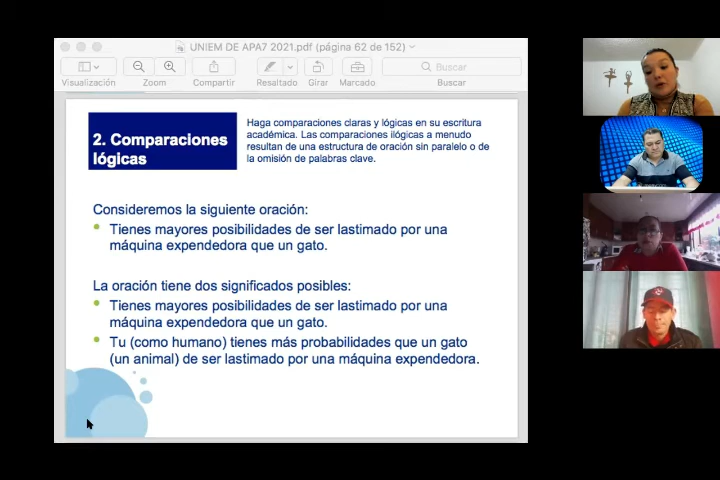 UNIEM DE APA7 2021.pdf (página 62 de 152)
Visualización
Zoom
Compartir
Resaltado
Girar
Marcado
Buscar
Buscar
2. Comparaciones
lógicas
Haga comparaciones claras y lógicas en su escritura
académica. Las comparaciones ilógicas a menudo
resultan de una estructura de oración sin paralelo o de
la omisión de palabras clave.
Consideremos la siguiente oración:
Tienes mayores posibilidades de ser lastimado por una
máquina expendedora que un gato.
La oración tiene dos significados posibles:
Tienes mayores posibilidades de ser lastimado por una
máquina expendedora que un gato.
Tu (como humano) tienes más probabilidades que un gato
(un animal) de ser lastimado por una máquina expendedora.